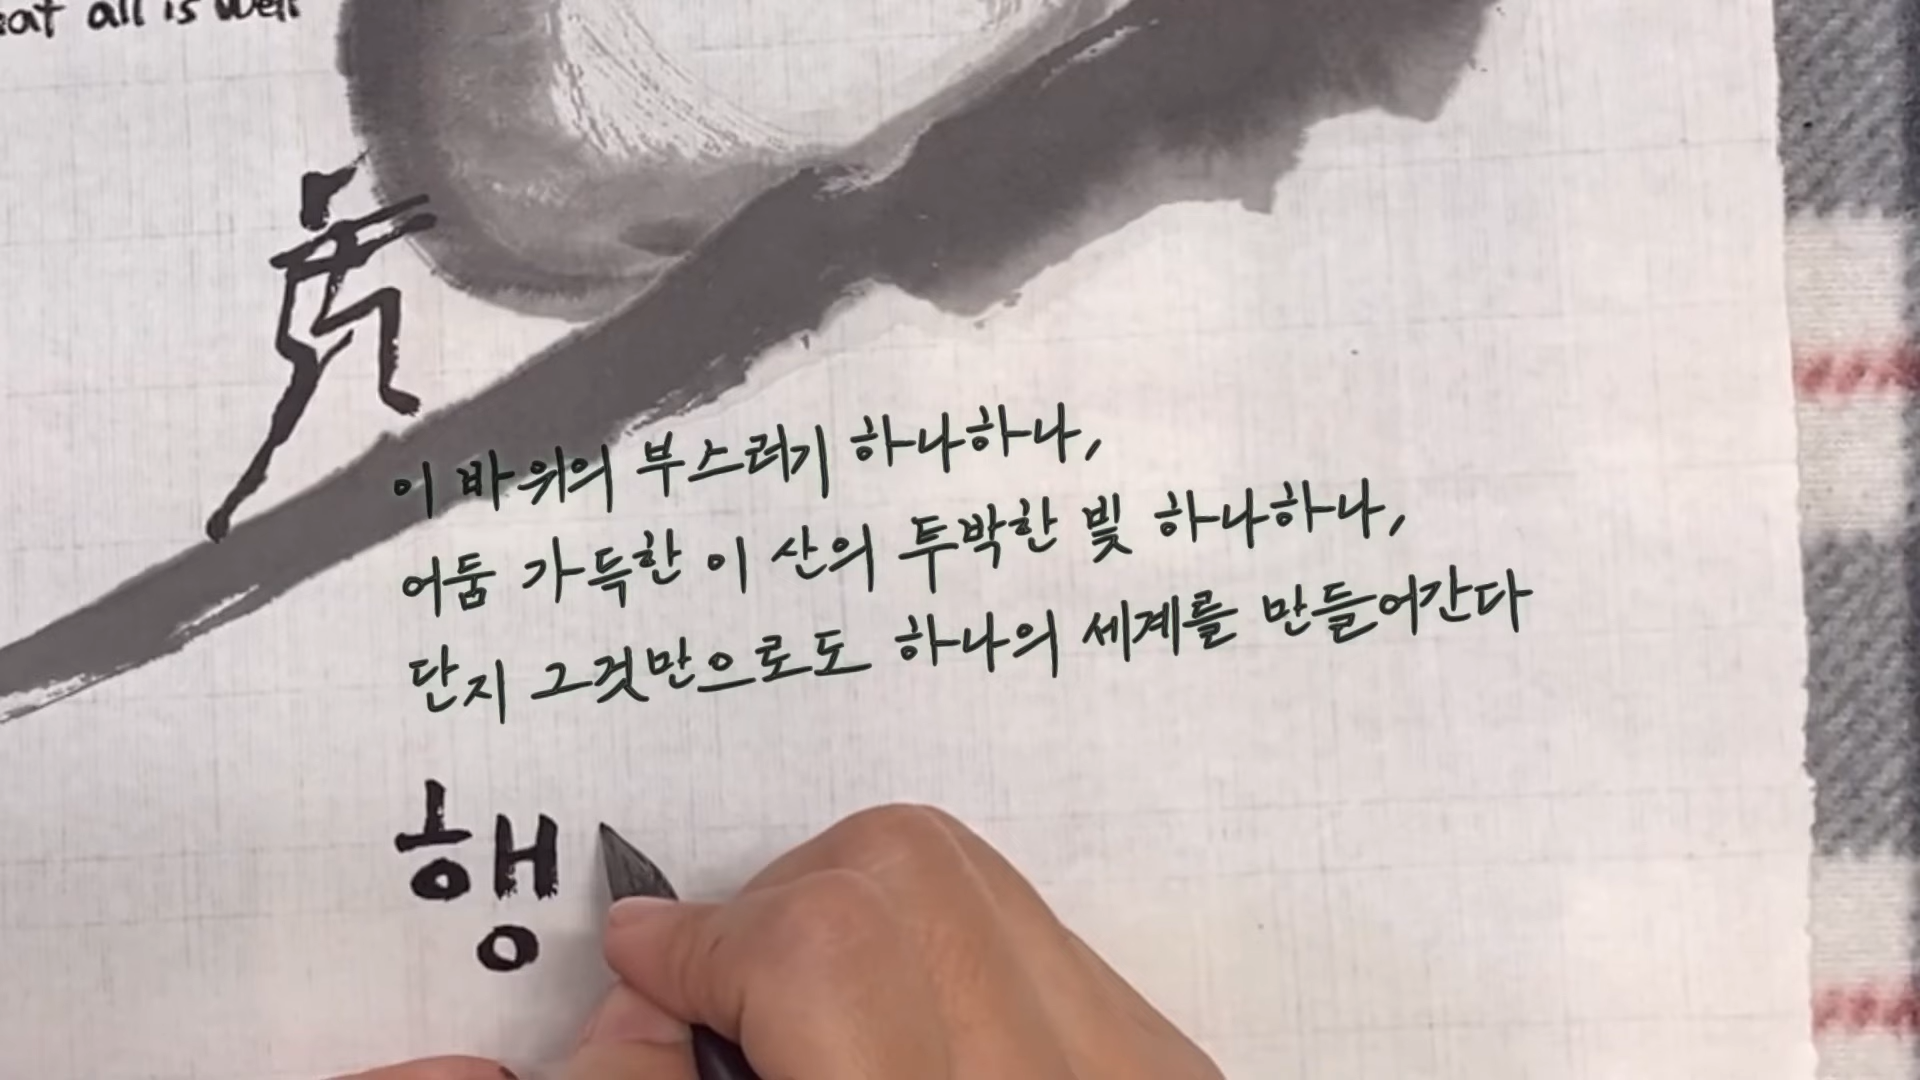 all is well
이 바위의 부스러기 하나하나,
어둠 가득한 이 산의 투박한 빛 하나하나,
단지 그것만으로도 하나의 세계를 만들어간다
행